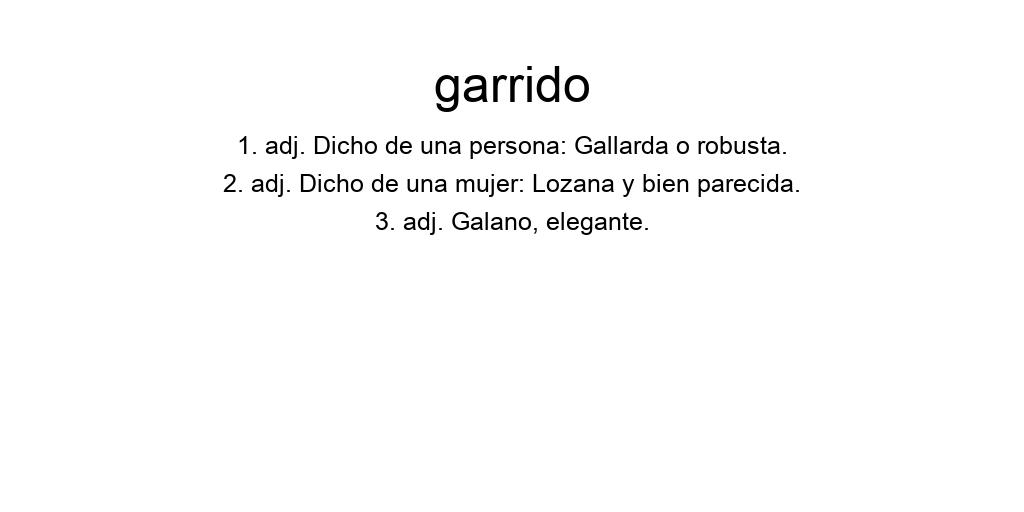 garrido
1. adj. Dicho de una persona: Gallarda o robusta.
2. adj. Dicho de una mujer: Lozana y bien parecida.
3. adj. Galano, elegante.